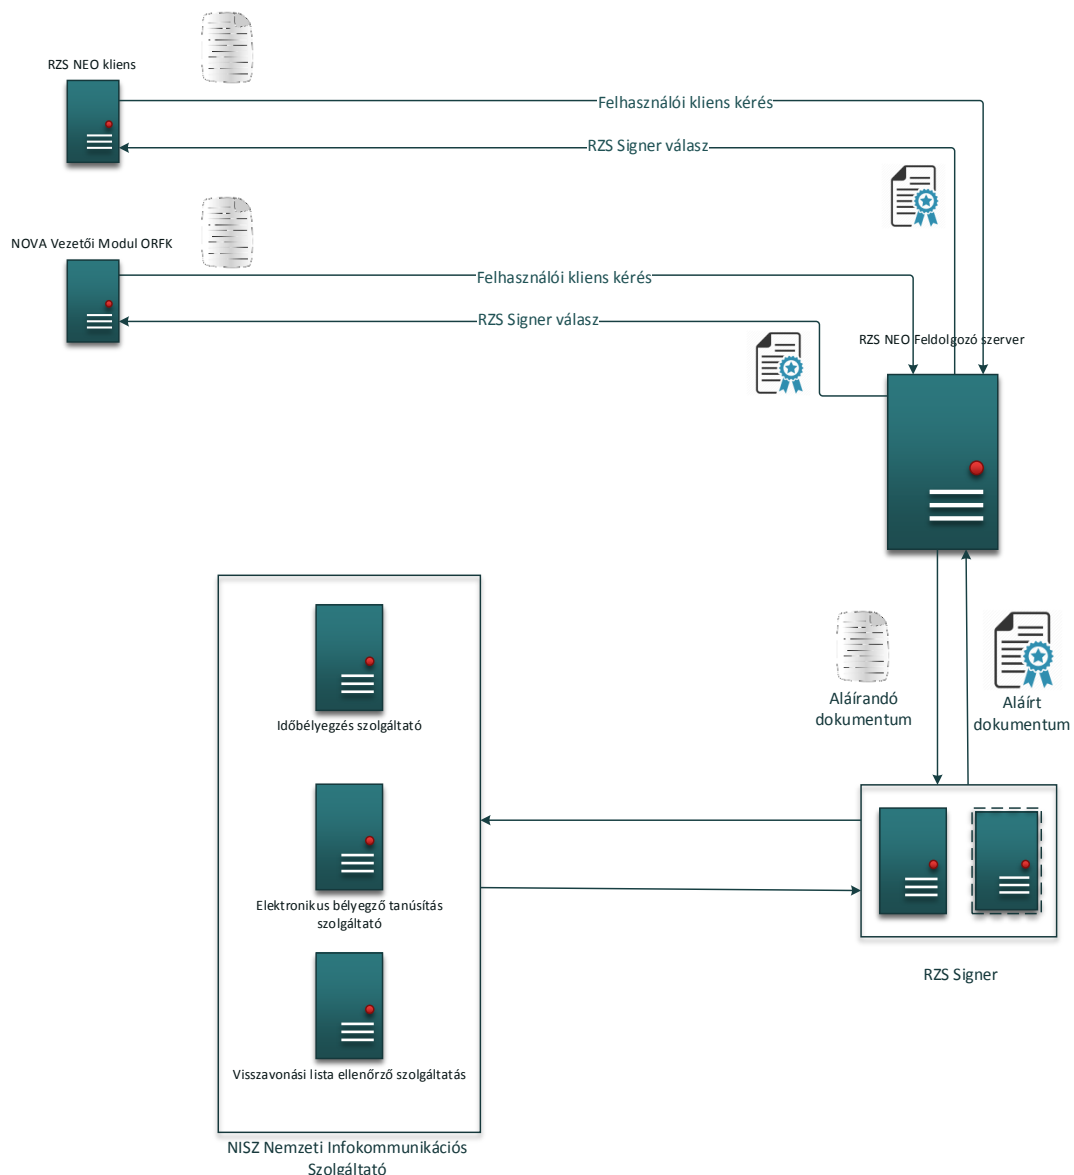 RZS NEO kliens
Felhasználói kliens kérés
RZS Signer válasz
NOVA Vezetői Modul ORFK
Felhasználói kliens kérés
RZS Signer válasz
RZS NEO Feldolgozó szerver
Aláírandó
dokumentum
Aláírt
dokumentum
Időbélyegzés szolgáltató
Elektronikus bélyegző tanúsítás
szolgáltató
RZS Signer
Visszavonási lista ellenőrző szolgáltatás
NISZ Nemzeti Infokommunikációs
Szolgáltató